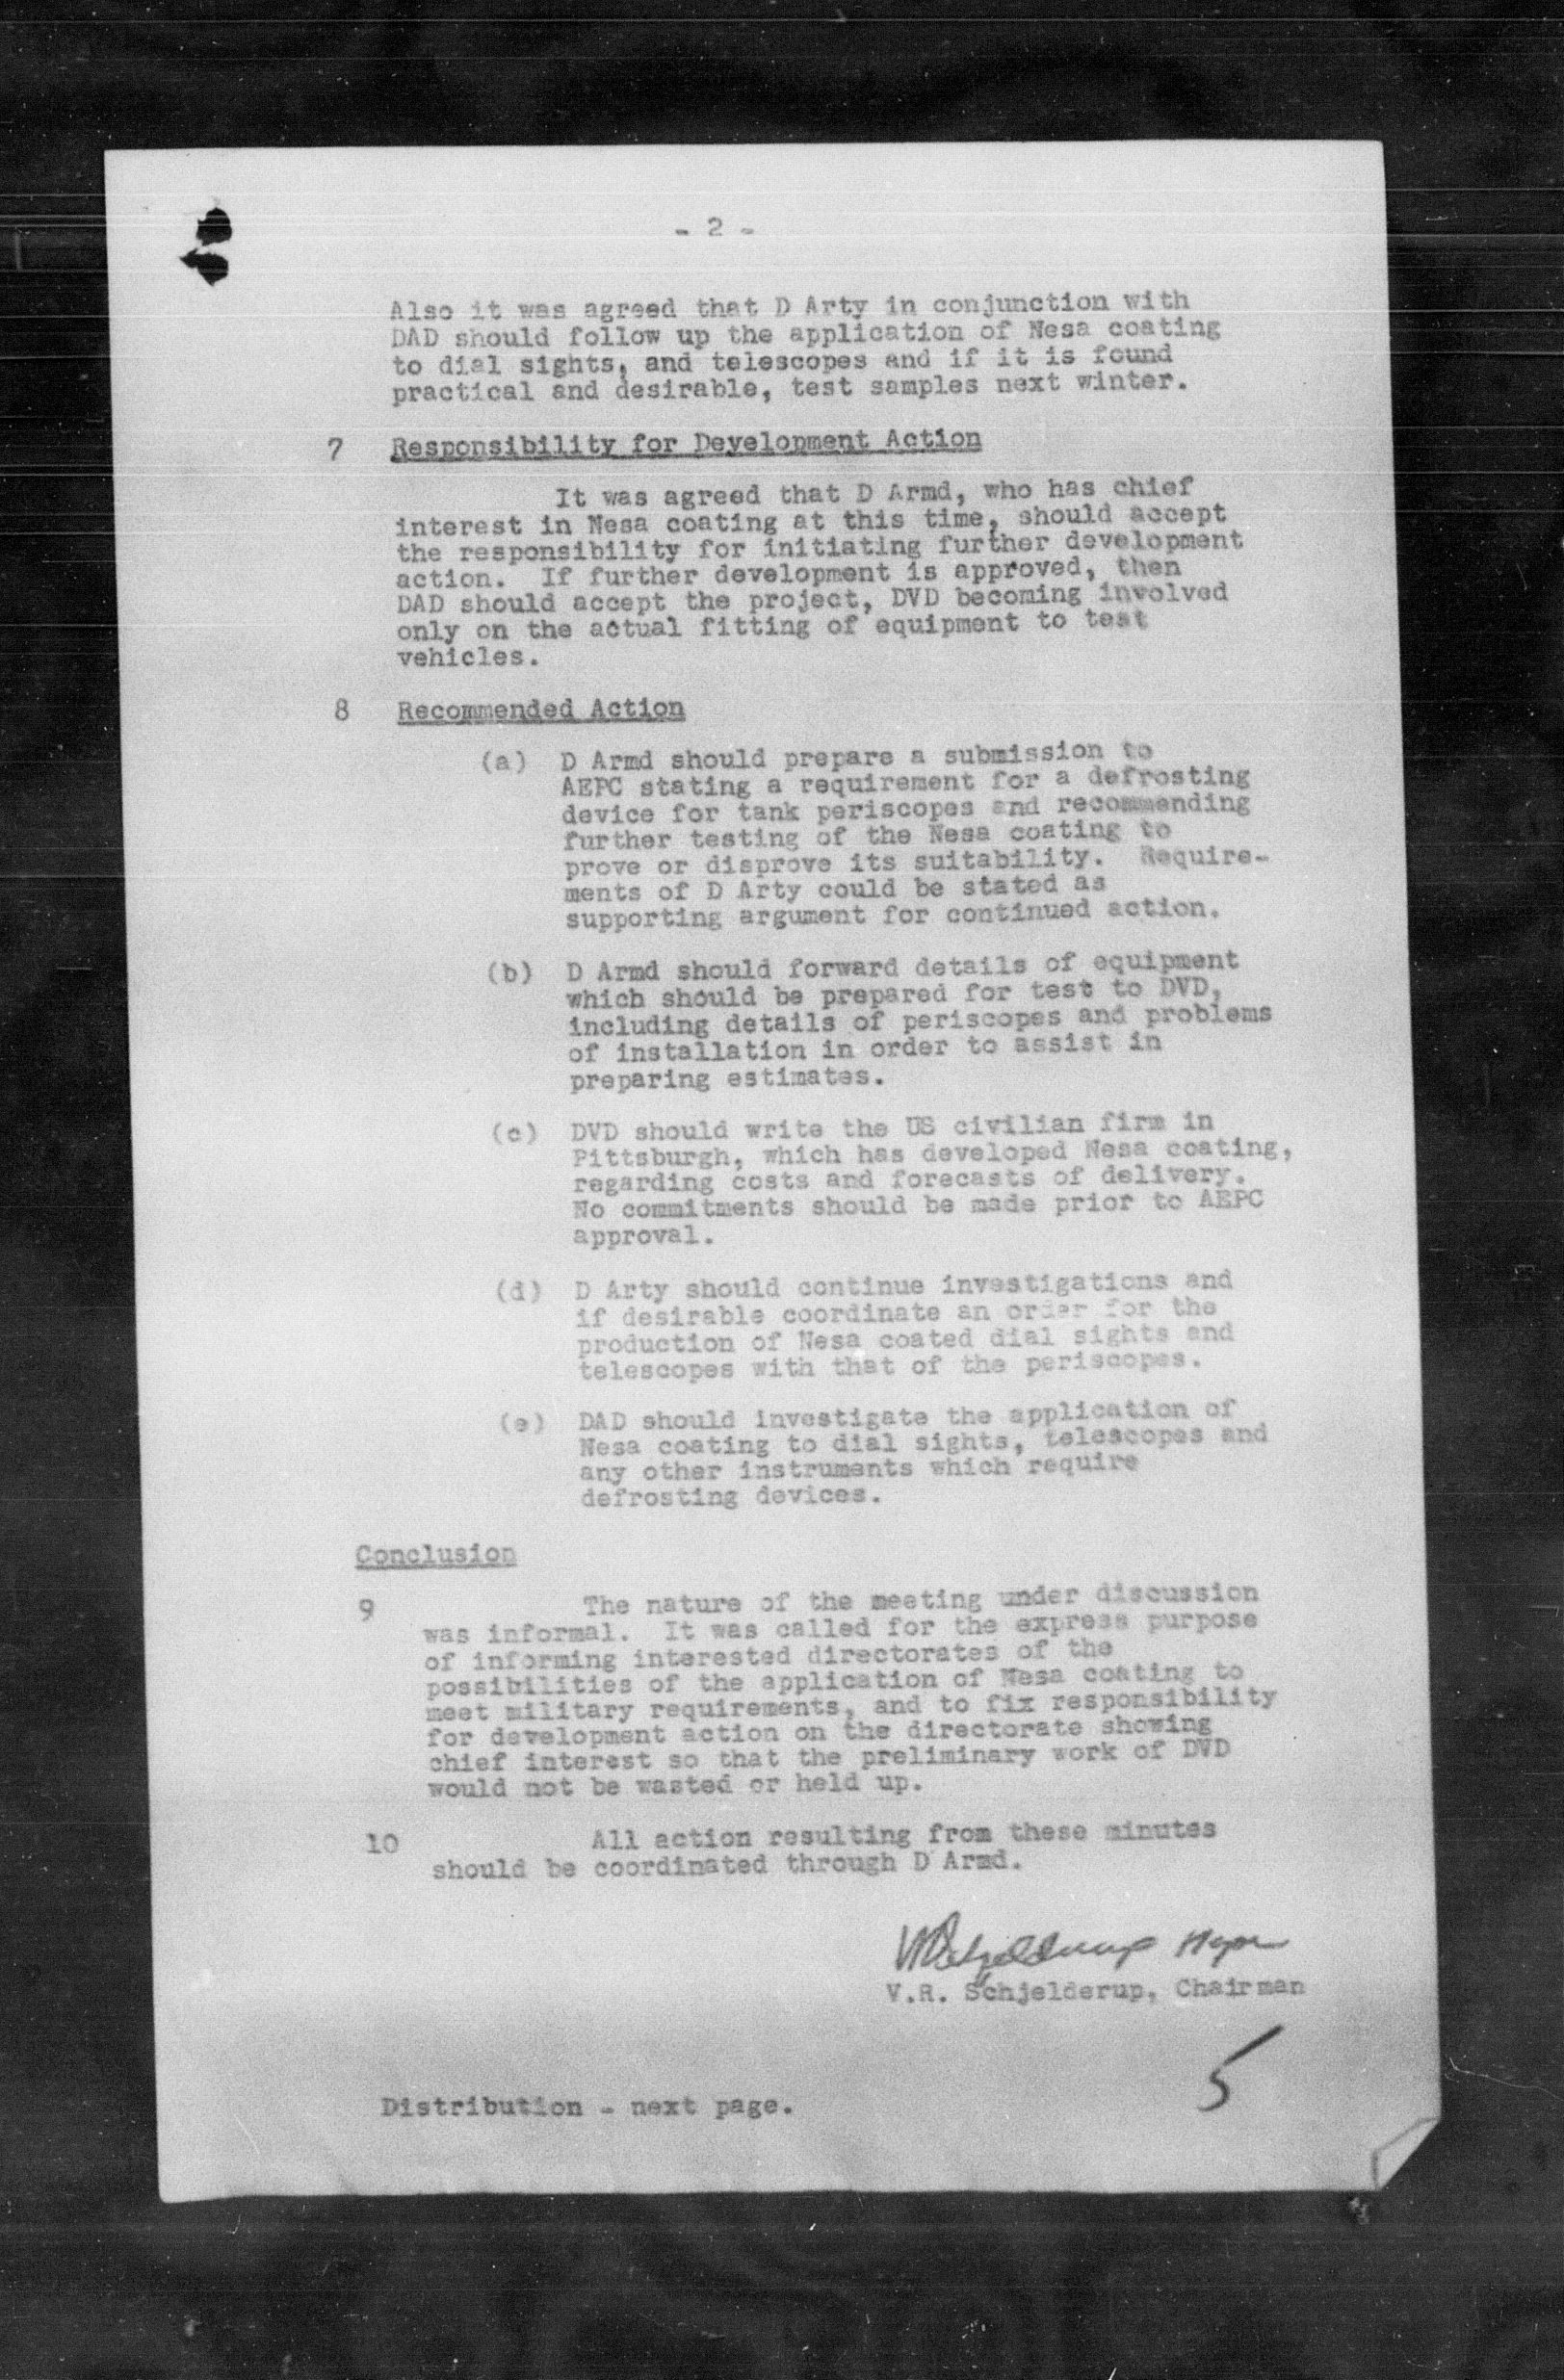 - 2 -
Also it was agreed that D Arty in conjunction with
DAD should follow up the application of Nesa coating
to dial sights, and telescopes and if it is found
practical and desirable, test samples next winter.
7 Responsibility for Development Action
It was agreed that D Armd, who has chief
interest in Nesa coating at this time, should accept
the responsibility for initiating further development
action. If further development is approved, then
DAD should accept the project, DVD becoming involved
only on the actual fitting of equipment to test
vehicles.
8 Recommended Action
(a) D Armd should prepare a submission to
AEPC stating a requirement for a defrosting
device for tank periscopes and recommending
further testing of the Nesa coating to
prove or disprove its suitability. Require-
ments of D Arty could be stated as
supporting argument for continued action.
(b) D Armd should forward details of equipment
which should be prepared for test to DVD,
including details of periscopes and problems
of installation in order to assist in
preparing estimates.
(c) DVD should write the US civilian firm in
Pittsburgh, which has developed Nesa coating,
regarding costs and forecasts of delivery.
No commitments should be made prior to AEPC
approval.
(d) D Arty should continue investigations and
if desirable coordinate an order for the
production of Nesa coated dial sights and
telescopes with that of the periscopes.
(e) DAD should investigate the application of
Nesa coating to dial sights, telescopes and
any other instruments which require
defrosting devices.
Conclusion
9 The nature of the meeting under discussion
was informal. It was called for the express purpose
of informing interested directorates of the
possibilities of the application of Nesa coating to
meet military requirements, and to fix responsibility
for development action on the directorate showing
chief interest so that the preliminary work of DVD
would not be wasted or held up.
10 All action resulting from these minutes
should be coordinated through D Armd.
V.R. Schjelderup, Chairman
5
Distribution - next page.